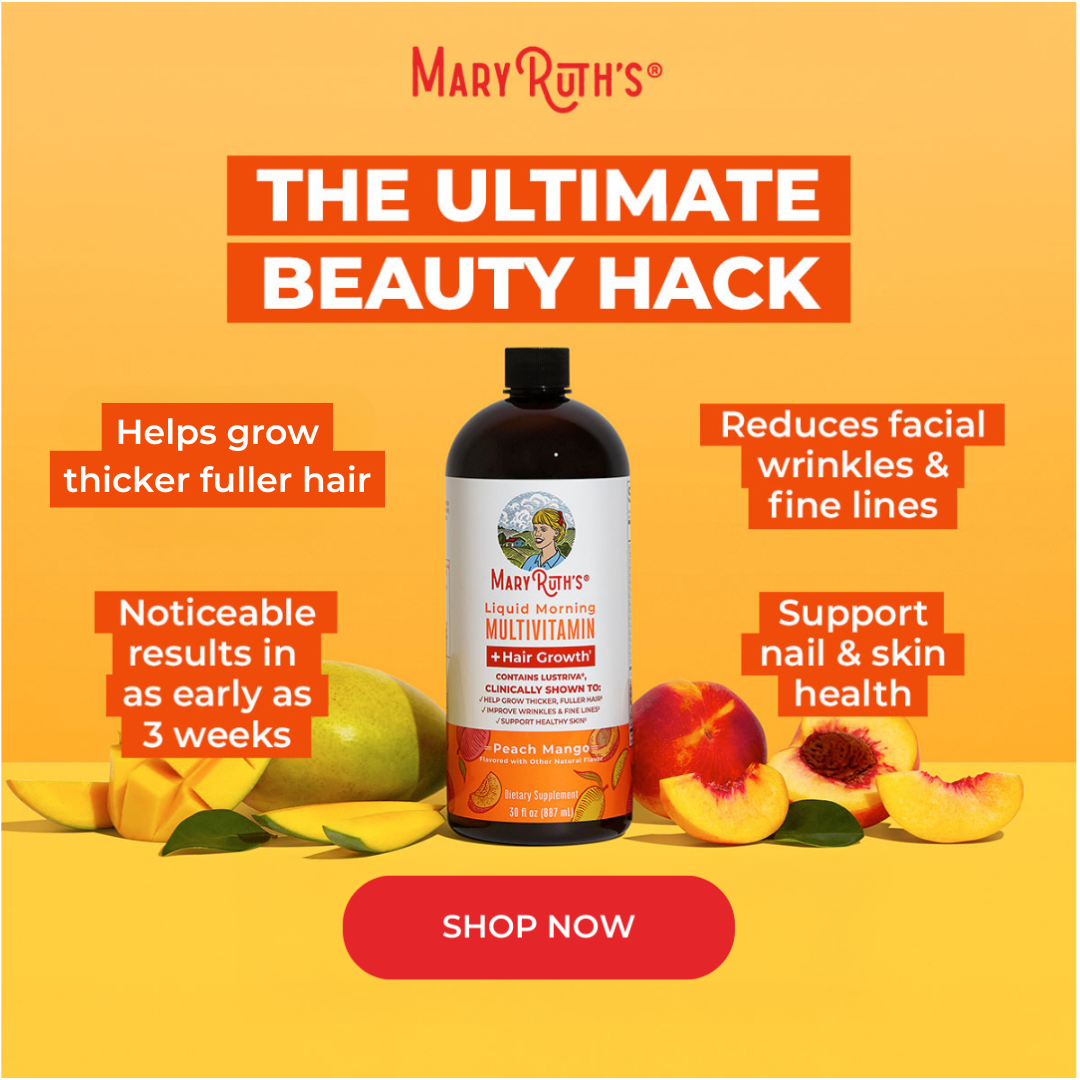 MARY RUTH'S®
THE ULTIMATE
BEAUTY HACK
Helps grow
thicker fuller hair
Reduces facial
wrinkles &
fine lines
Noticeable
results in
as early as
3 weeks
Support
nail & skin
health
MARY RUTH'S®
Liquid Morning
MULTIVITAMIN
+Hair Growth†
CONTAINS LUSTRIVA®,
CLINICALLY SHOWN TO:
✓HELP GROW THICKER, FULLER HAIR
✓IMPROVE WRINKLES & FINE LINES
✓SUPPORT HEALTHY SKIN
Peach Mango
Flavored with Other Natural
Dietary Supplement
30 fl oz (887 mL)
SHOP NOW